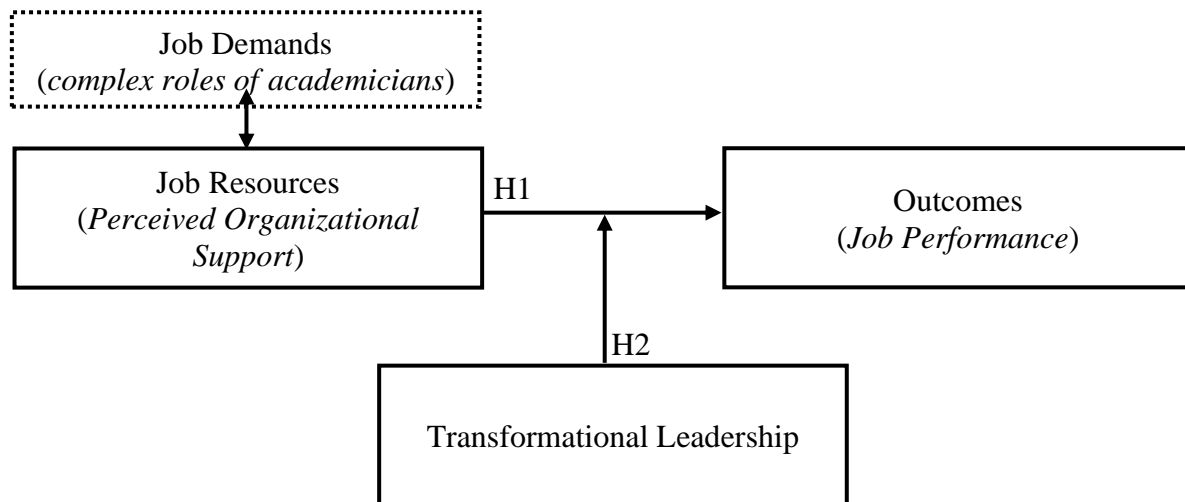 Job Demands
(complex roles of academicians)
Job Resources
(Perceived Organizational
Support)
H1
Outcomes
(Job Performance)
H2
Transformational Leadership